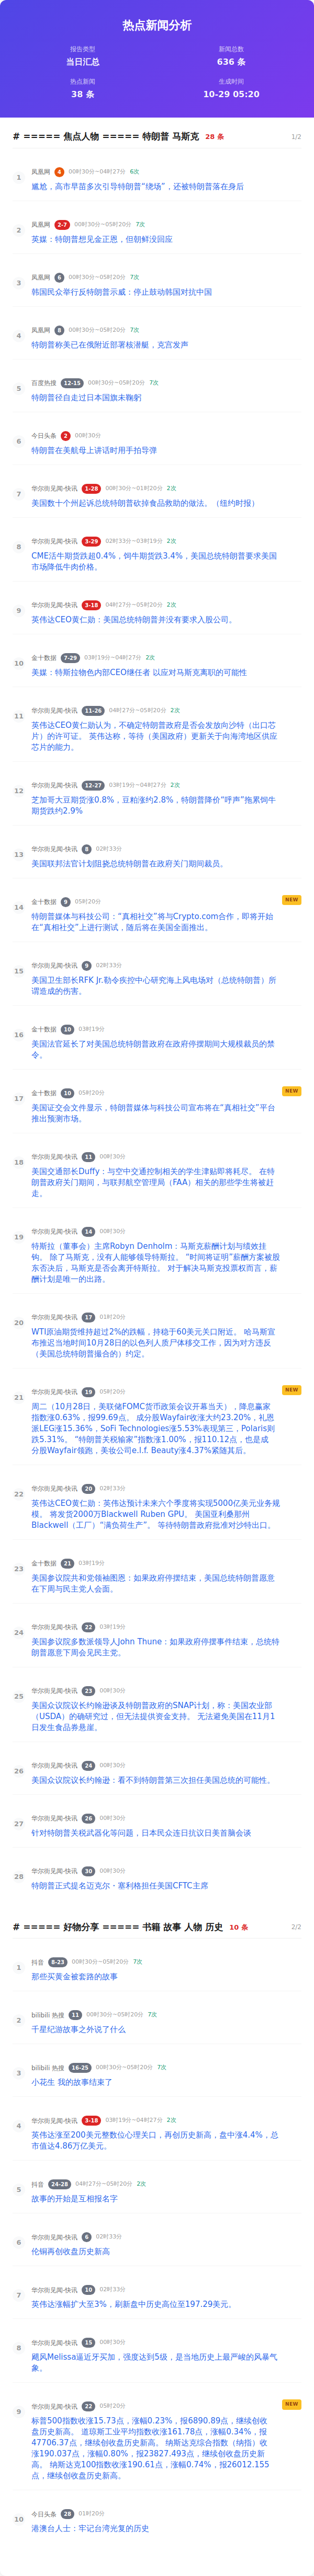 热点新闻分析
报告类型
新闻总数
当日汇总
636 条
热点新闻
生成时间
38 条
10-29 05:20
# ===== 焦点人物 ===== 特朗普 马斯克 28 条 1/2
1
凤凰网 4 00时30分~04时27分 6次
尴尬，高市早苗多次引导特朗普“绕场”，还被特朗普落在身后
2
凤凰网 2-7 00时30分~05时20分 7次
英媒：特朗普想见金正恩，但朝鲜没回应
3
凤凰网 6 00时30分~05时20分 7次
韩国民众举行反特朗普示威：停止鼓动韩国对抗中国
4
凤凰网 8 00时30分~05时20分 7次
特朗普称美已在俄附近部署核潜艇，克宫发声
5
百度热搜 12-15 00时30分~05时20分 7次
特朗普径自走过日本国旗未鞠躬
6
今日头条 2 00时30分
特朗普在美航母上讲话时用手拍导弹
7
华尔街见闻-快讯 1-28 00时30分~01时20分 2次
美国数十个州起诉总统特朗普砍掉食品救助的做法。（纽约时报）
8
华尔街见闻-快讯 3-29 02时33分~03时19分 2次
CME活牛期货跌超0.4%，饲牛期货跌3.4%，美国总统特朗普要求美国
市场降低牛肉价格。
9
华尔街见闻-快讯 3-18 04时27分~05时20分 2次
英伟达CEO黄仁勋：美国总统特朗普并没有要求入股公司。
10
金十数据 7-29 03时19分~04时27分 2次
美媒：特斯拉物色内部CEO继任者 以应对马斯克离职的可能性
11
华尔街见闻-快讯 11-26 04时27分~05时20分 2次
英伟达CEO黄仁勋认为，不确定特朗普政府是否会发放向沙特（出口芯
片）的许可证。 英伟达称，等待（美国政府）更新关于向海湾地区供应
芯片的能力。
12
华尔街见闻-快讯 12-27 03时19分~04时27分 2次
芝加哥大豆期货涨0.8%，豆粕涨约2.8%，特朗普降价“呼声”拖累饲牛
期货跌约2.9%
13
华尔街见闻-快讯 8 02时33分
美国联邦法官计划阻挠总统特朗普在政府关门期间裁员。
14
金十数据 9 05时20分 NEW
特朗普媒体与科技公司：“真相社交”将与Crypto.com合作，即将开始
在“真相社交”上进行测试，随后将在美国全面推出。
15
华尔街见闻-快讯 9 02时33分
美国卫生部长RFK Jr.勒令疾控中心研究海上风电场对（总统特朗普）所
谓造成的伤害。
16
金十数据 10 03时19分
美国法官延长了对美国总统特朗普政府在政府停摆期间大规模裁员的禁
令。
17
金十数据 10 05时20分 NEW
美国证交会文件显示，特朗普媒体与科技公司宣布将在“真相社交”平台
推出预测市场。
18
华尔街见闻-快讯 11 00时30分
美国交通部长Duffy：与空中交通控制相关的学生津贴即将耗尽。 在特
朗普政府关门期间，与联邦航空管理局（FAA）相关的那些学生将被赶
走。
19
华尔街见闻-快讯 14 00时30分
特斯拉（董事会）主席Robyn Denholm：马斯克薪酬计划与绩效挂
钩。 除了马斯克，没有人能够领导特斯拉。 “时间将证明”薪酬方案被股
东否决后，马斯克是否会离开特斯拉。 对于解决马斯克投票权而言，薪
酬计划是唯一的出路。
20
华尔街见闻-快讯 17 01时20分
WTI原油期货维持超过2%的跌幅，持稳于60美元关口附近。 哈马斯宣
布推迟当地时间10月28日的以色列人质尸体移交工作，因为对方违反
（美国总统特朗普撮合的）约定。
21
华尔街见闻-快讯 19 05时20分 NEW
周二（10月28日，美联储FOMC货币政策会议开幕当天），降息赢家
指数涨0.63%，报99.69点。 成分股Wayfair收涨大约23.20%，礼恩
派LEG涨15.36%，SoFi Technologies涨5.53%表现第三，Polaris则
跌5.31%。 “特朗普关税输家”指数涨1.00%，报110.12点，也是成
分股Wayfair领跑，美妆公司e.l.f. Beauty涨4.37%紧随其后。
22
华尔街见闻-快讯 20 02时33分
英伟达CEO黄仁勋：英伟达预计未来六个季度将实现5000亿美元业务规
模。 将发货2000万Blackwell Ruben GPU。 美国亚利桑那州
Blackwell（工厂）“满负荷生产”。 等待特朗普政府批准对沙特出口。
23
金十数据 21 03时19分
美国参议院共和党领袖图恩：如果政府停摆结束，美国总统特朗普愿意
在下周与民主党人会面。
24
华尔街见闻-快讯 22 03时19分
美国参议院多数派领导人John Thune：如果政府停摆事件结束，总统特
朗普愿意下周会见民主党。
25
华尔街见闻-快讯 23 00时30分
美国众议院议长约翰逊谈及特朗普政府的SNAP计划，称：美国农业部
（USDA）的确研究过，但无法提供资金支持。 无法避免美国在11月1
日发生食品券悬崖。
26
华尔街见闻-快讯 24 00时30分
美国众议院议长约翰逊：看不到特朗普第三次担任美国总统的可能性。
27
华尔街见闻-快讯 26 00时30分
针对特朗普关税武器化等问题，日本民众连日抗议日美首脑会谈
28
华尔街见闻-快讯 30 00时30分
特朗普正式提名迈克尔·塞利格担任美国CFTC主席
# ===== 好物分享 ===== 书籍 故事 人物 历史 10 条 2/2
1
抖音 8-23 00时30分~05时20分 7次
那些买黄金被套路的故事
2
bilibili 热搜 11 00时30分~05时20分 7次
千星纪游故事之外说了什么
3
bilibili 热搜 16-25 00时30分~05时20分 7次
小花生 我的故事结束了
4
华尔街见闻-快讯 3-18 03时19分~04时27分 2次
英伟达涨至200美元整数位心理关口，再创历史新高，盘中涨4.4%，总
市值达4.86万亿美元。
5
抖音 24-28 04时27分~05时20分 2次
故事的开始是互相报名字
6
华尔街见闻-快讯 6 02时33分
伦铜再创收盘历史新高
7
华尔街见闻-快讯 10 02时33分
英伟达涨幅扩大至3%，刷新盘中历史高位至197.29美元。
8
华尔街见闻-快讯 15 00时30分
飓风Melissa逼近牙买加，强度达到5级，是当地历史上最严峻的风暴气
象。
9
华尔街见闻-快讯 22 05时20分 NEW
标普500指数收涨15.73点，涨幅0.23%，报6890.89点，继续创收
盘历史新高。 道琼斯工业平均指数收涨161.78点，涨幅0.34%，报
47706.37点，继续创收盘历史新高。 纳斯达克综合指数（纳指）收
涨190.037点，涨幅0.80%，报23827.493点，继续创收盘历史新
高。 纳斯达克100指数收涨190.61点，涨幅0.74%，报26012.155
点，继续创收盘历史新高。
10
今日头条 28 01时20分
港澳台人士：牢记台湾光复的历史